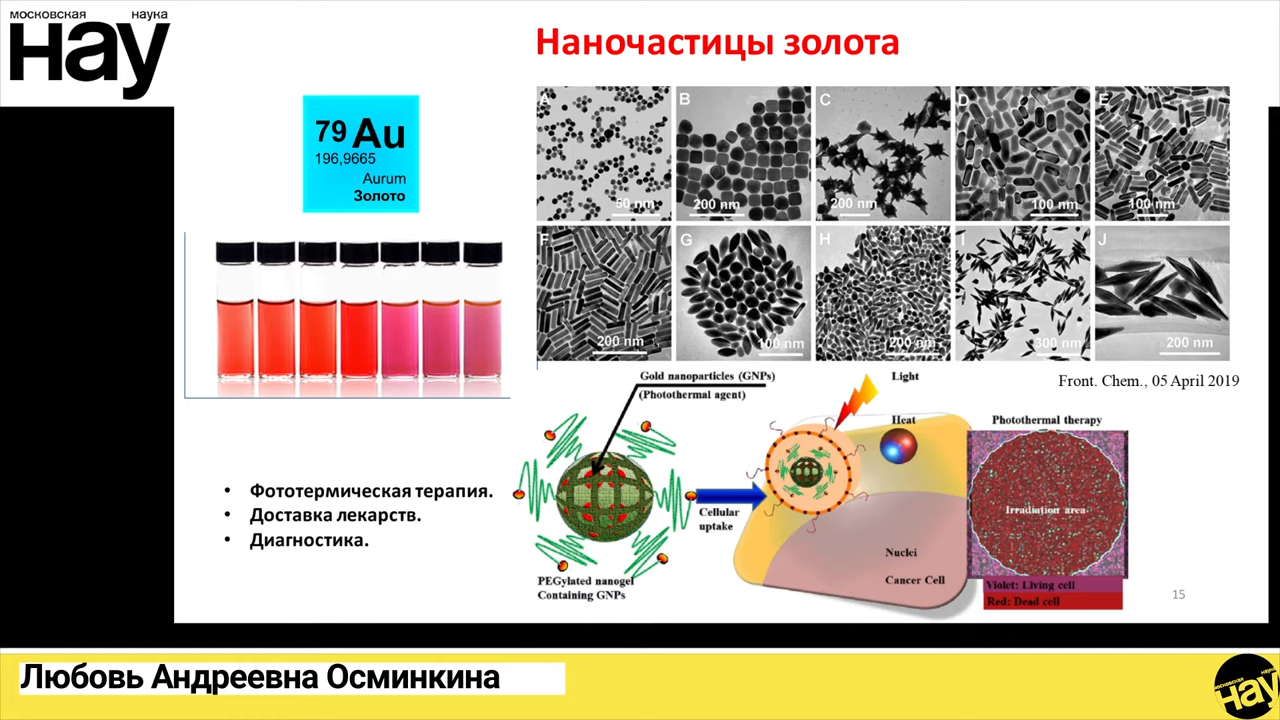 московская наука
нау
Наночастицы золота
79 Au
196,9665
Aurum
Золото
A
50 nm
B
200 nm
C
200 nm
D
100 nm
E
100 nm
F
200 nm
G
100 nm
H
200 nm
I
300 nm
J
200 nm
Front. Chem., 05 April 2019
• Фототермическая терапия.
• Доставка лекарств.
• Диагностика.
Gold nanoparticles (GNPs)
(Photothermal agent)
PEGylated nanogel
Containing GNPs
Cellular
uptake
Light
Heat
Nuclei
Cancer Cell
Photothermal therapy
Irradiation area
Violet: Living cell
Red: Dead cell
15
Любовь Андреевна Осминкина
московская наука
нау